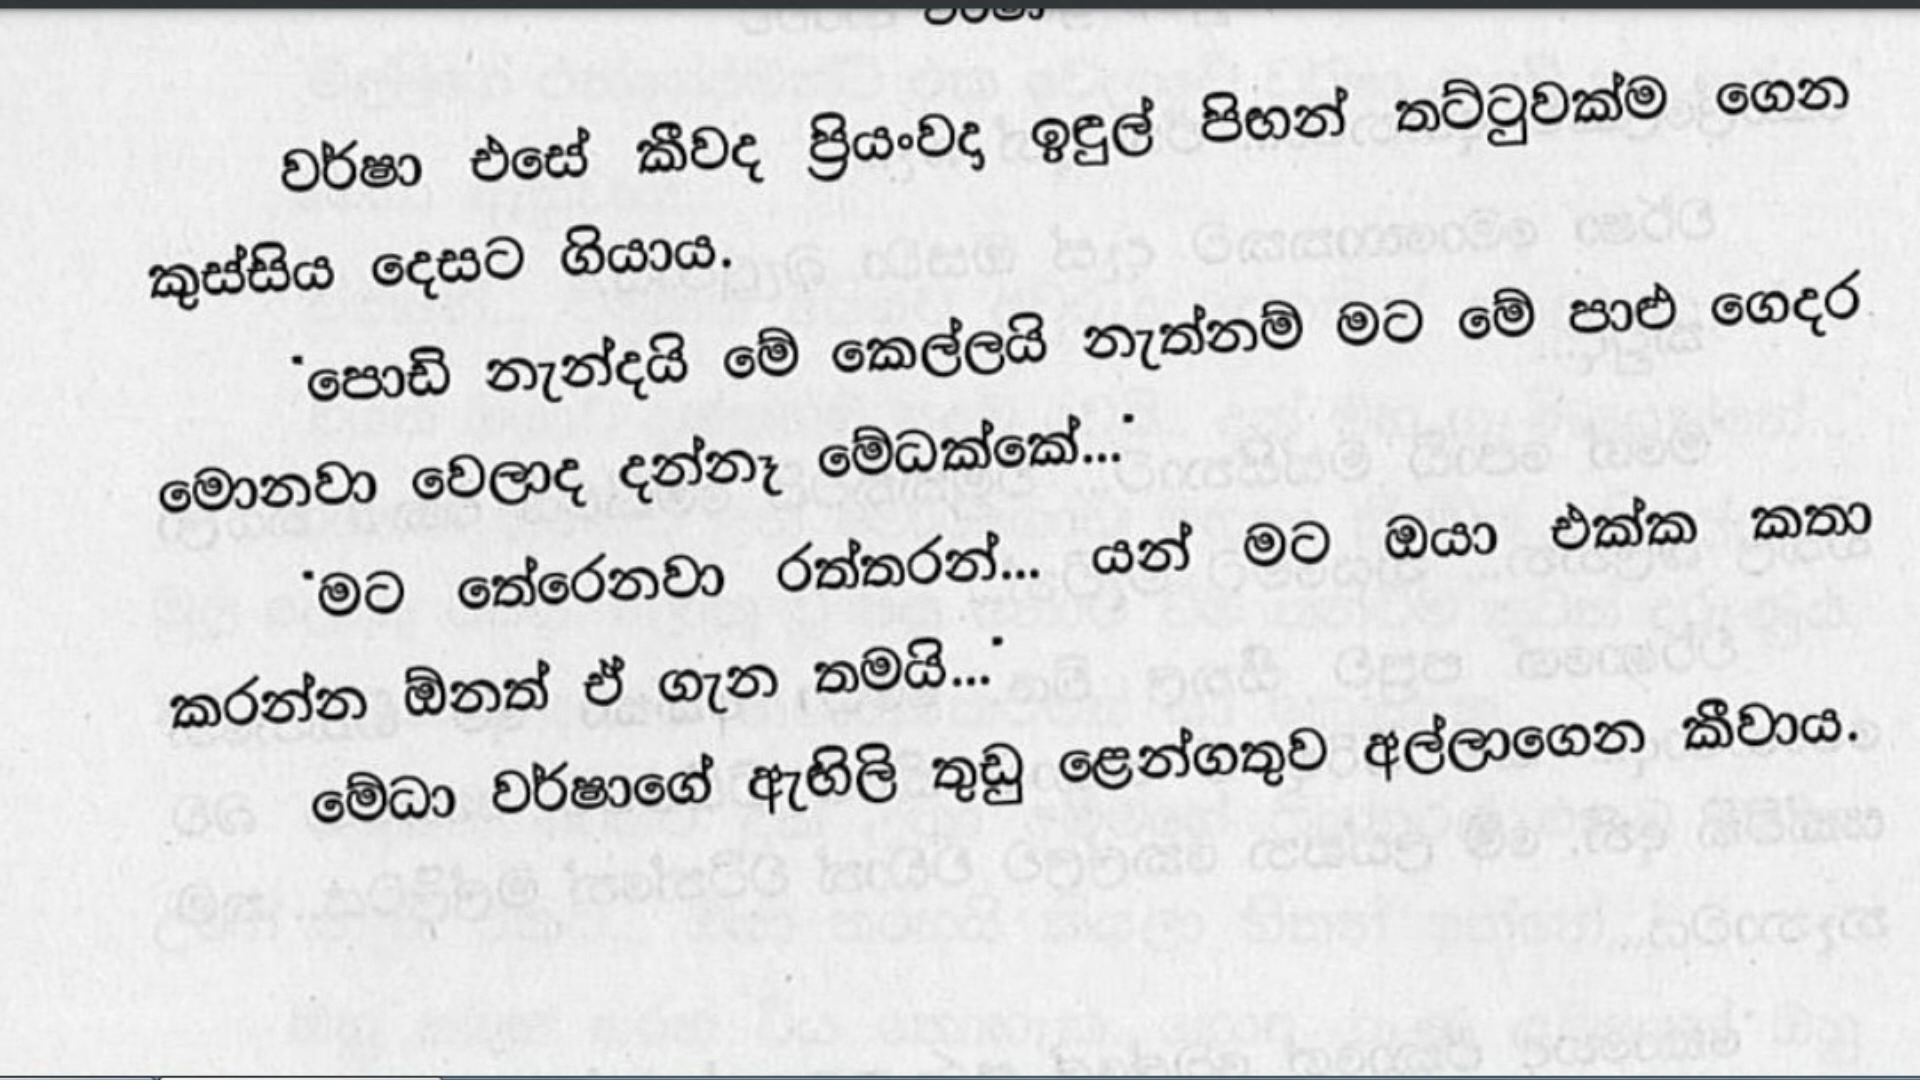 වර්ෂා එසේ කීවද ප්‍රියංවදා ඉඳුල් පිඟන් තට්ටුවක්ම ගෙන
කුස්සිය දෙසට ගියාය.
'පොඩි නැන්දයි මේ කෙල්ලයි නැත්නම් මට මේ පාළු ගෙදර
මොනවා වෙලාද දන්නෑ මේධක්කේ...'
'මට තේරෙනවා රත්තරන්... යන් මට ඔයා එක්ක කතා
කරන්න ඕනත් ඒ ගැන තමයි...'
මේධා වර්ෂාගේ ඇඟිලි තුඩු ළෙන්ගතුව අල්ලාගෙන කීවාය.